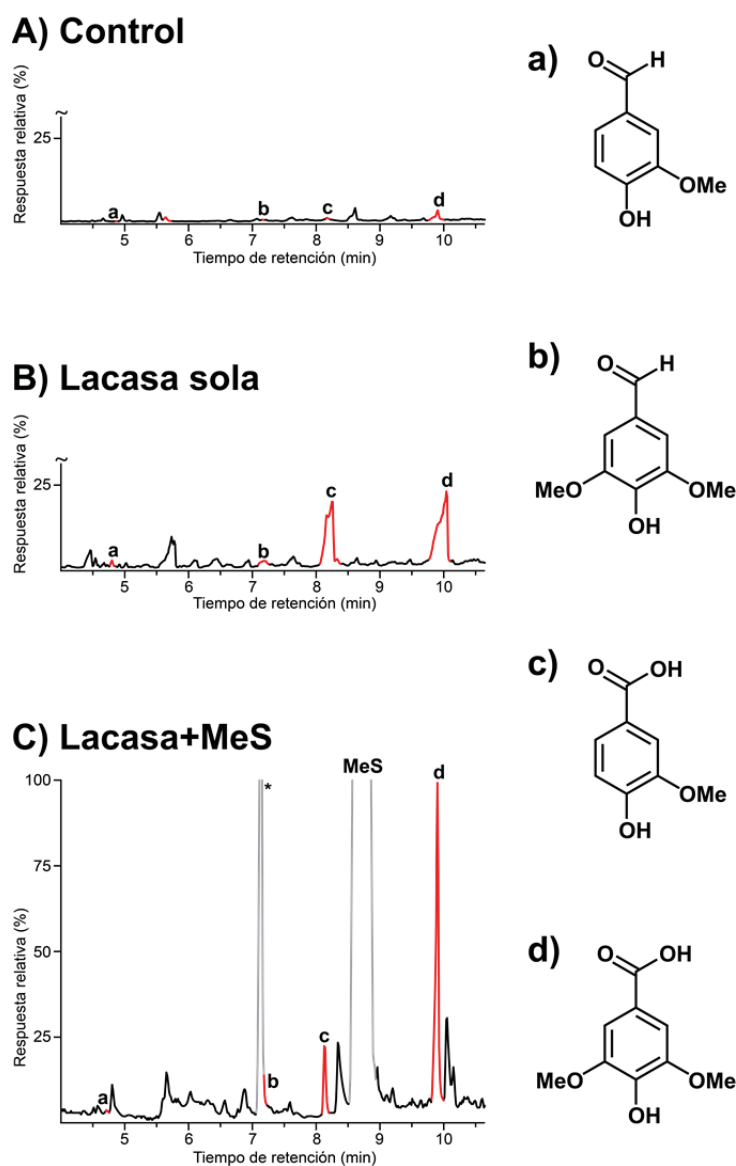 A) Control
Respuesta relativa (%)
~
25
a
b
c
d
5
6
7
8
9
10
Tiempo de retención (min)
a)
O
H
OMe
OH
B) Lacasa sola
Respuesta relativa (%)
~
25
a
b
c
d
5
6
7
8
9
10
Tiempo de retención (min)
b)
O
H
MeO
OMe
OH
C) Lacasa+MeS
Respuesta relativa (%)
100
75
50
25
a
*
b
c
MeS
d
5
6
7
8
9
10
Tiempo de retención (min)
c)
O
OH
OMe
OH
d)
O
OH
MeO
OMe
OH